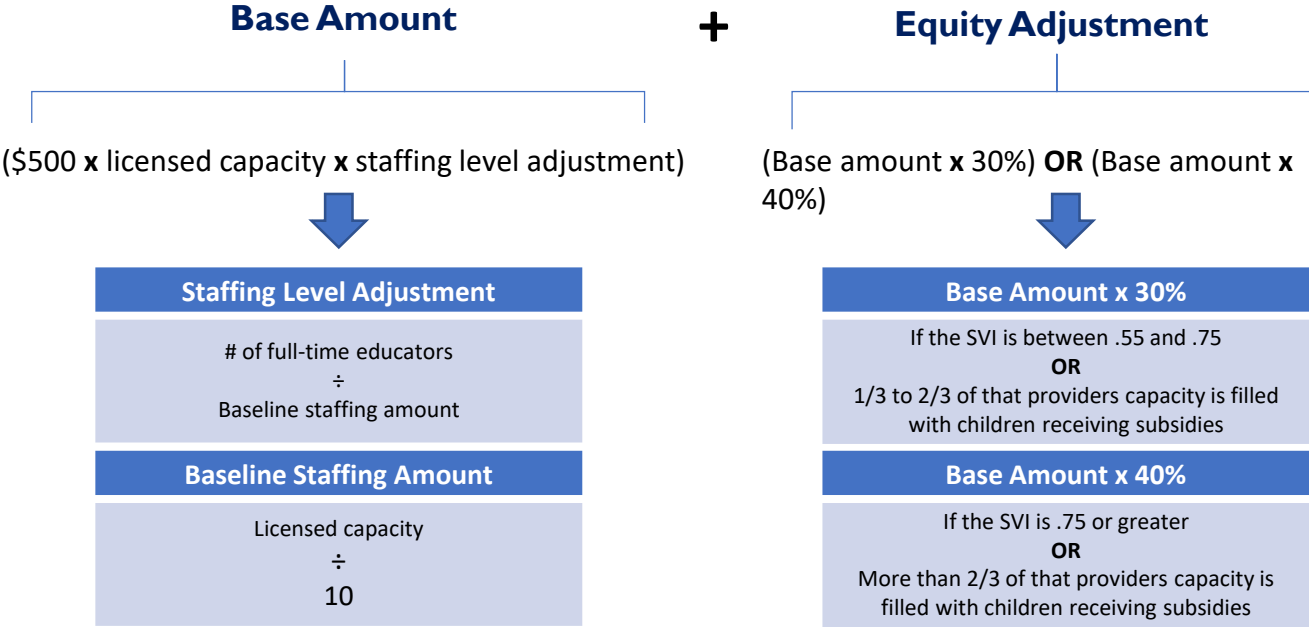 Base Amount
+
Equity Adjustment
($500 x licensed capacity x staffing level adjustment)
(Base amount x 30%) OR (Base amount x
40%)
Staffing Level Adjustment
# of full-time educators
÷
Baseline staffing amount
Baseline Staffing Amount
Licensed capacity
÷
10
Base Amount x 30%
If the SVI is between .55 and .75
OR
1/3 to 2/3 of that providers capacity is filled
with children receiving subsidies
Base Amount x 40%
If the SVI is .75 or greater
OR
More than 2/3 of that providers capacity is
filled with children receiving subsidies